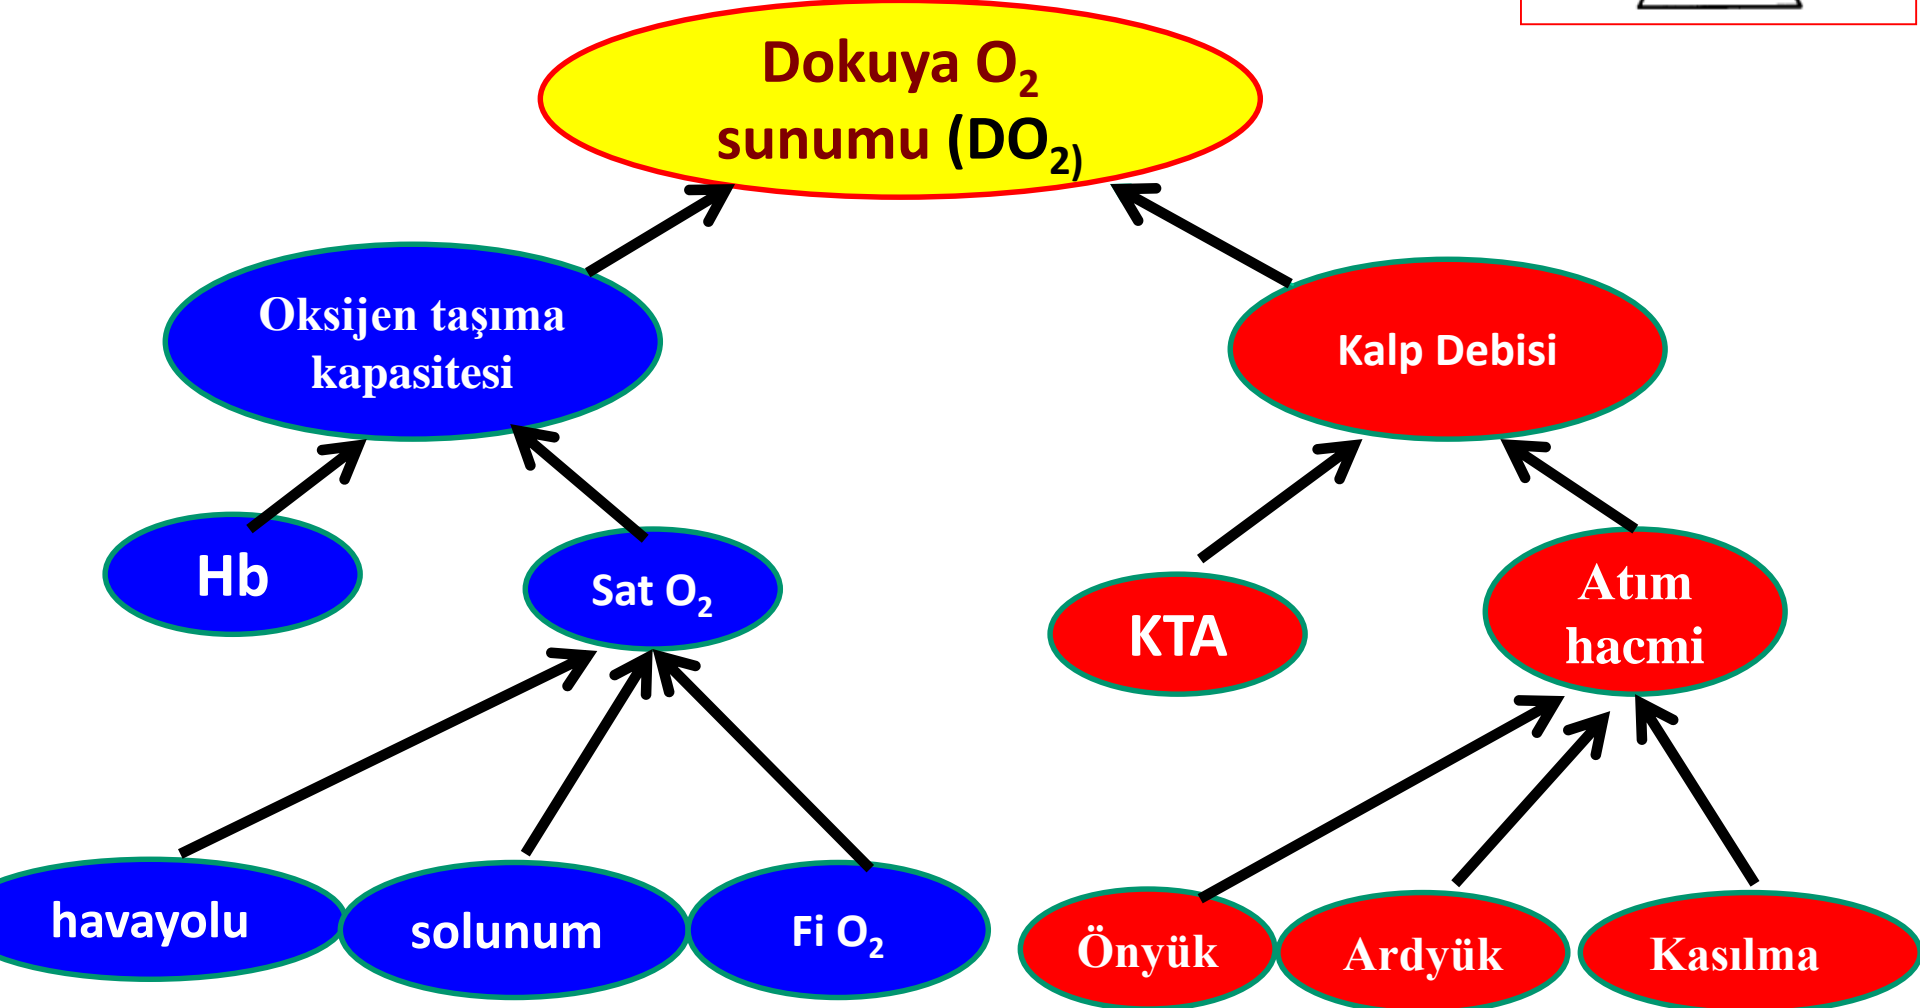 Dokuya O₂
sunumu (DO₂)
Oksijen taşıma
kapasitesi
Kalp Debisi
Hb
Sat O₂
KTA
Atım
hacmi
havayolu
solunum
Fi O₂
Önyük
Ardyük
Kasılma